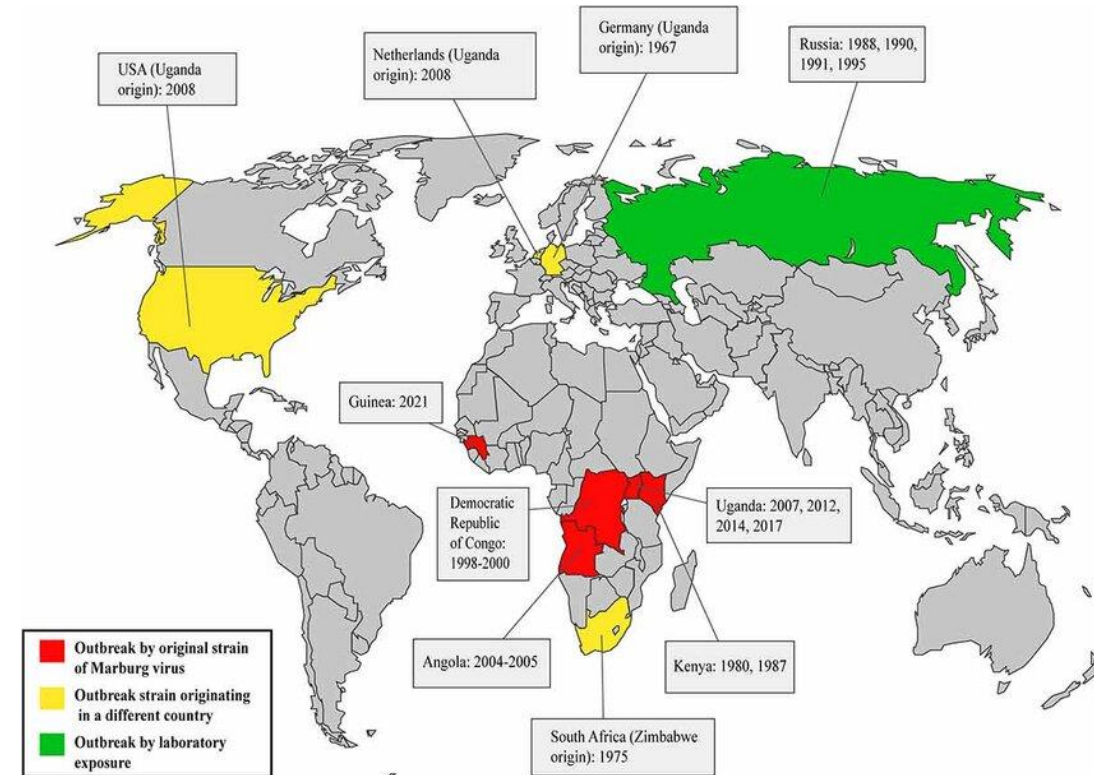 Germany (Uganda
origin): 1967
Netherlands (Uganda
origin): 2008
Russia: 1988, 1990,
1991, 1995
USA (Uganda
origin): 2008
Guinea: 2021
Democratic
Republic
of Congo:
1998-2000
Uganda: 2007, 2012,
2014, 2017
Angola: 2004-2005
Kenya: 1980, 1987
South Africa (Zimbabwe
origin): 1975
Outbreak by original strain
of Marburg virus
Outbreak strain originating
in a different country
Outbreak by laboratory
exposure